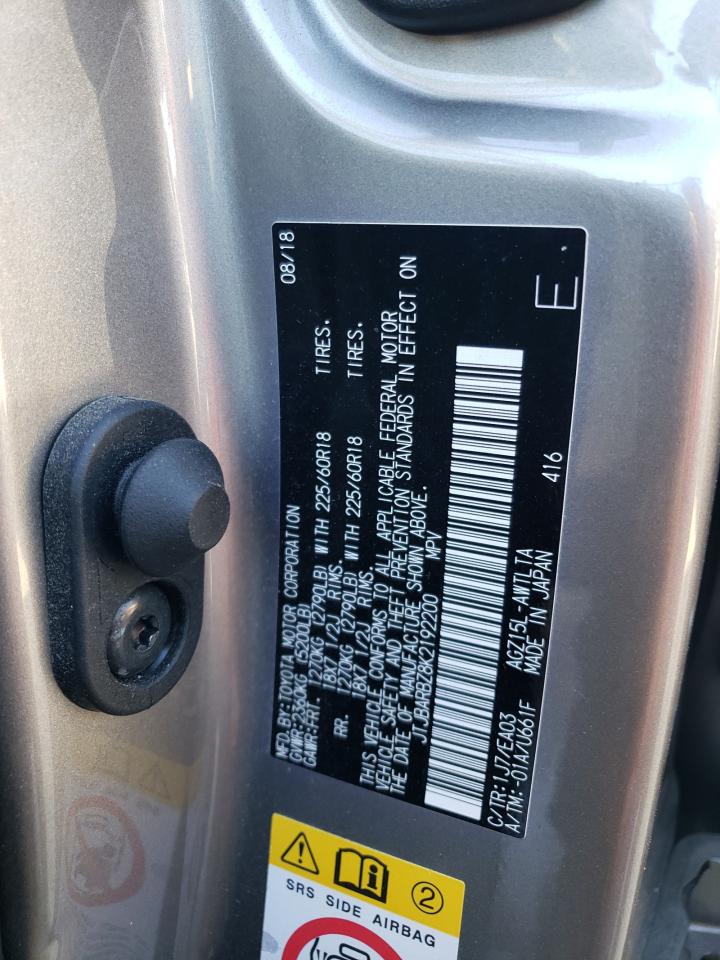 MFD.BY:TOYOTA MOTOR CORPORATION 08/18
GVWR:2360KG (5200LB)
GAWR:FRT. 1270KG (2790LB) WITH 225/60R18 TIRES.
18X7 1/2J RIMS.
RR. 1270KG (2790LB) WITH 225/60R18 TIRES.
18X7 1/2J RIMS.
THIS VEHICLE CONFORMS TO ALL APPLICABLE FEDERAL MOTOR
VEHICLE SAFETY AND THEFT PREVENTION STANDARDS IN EFFECT ON
THE DATE OF MANUFACTURE SHOWN ABOVE.
JTJBARBZ8K2192200 MPV
C/TR:1J7/EA03 AGZ15L-AWTLTA 416
A/TM:-01A/U661F MADE IN JAPAN E
2
SRS SIDE AIRBAG